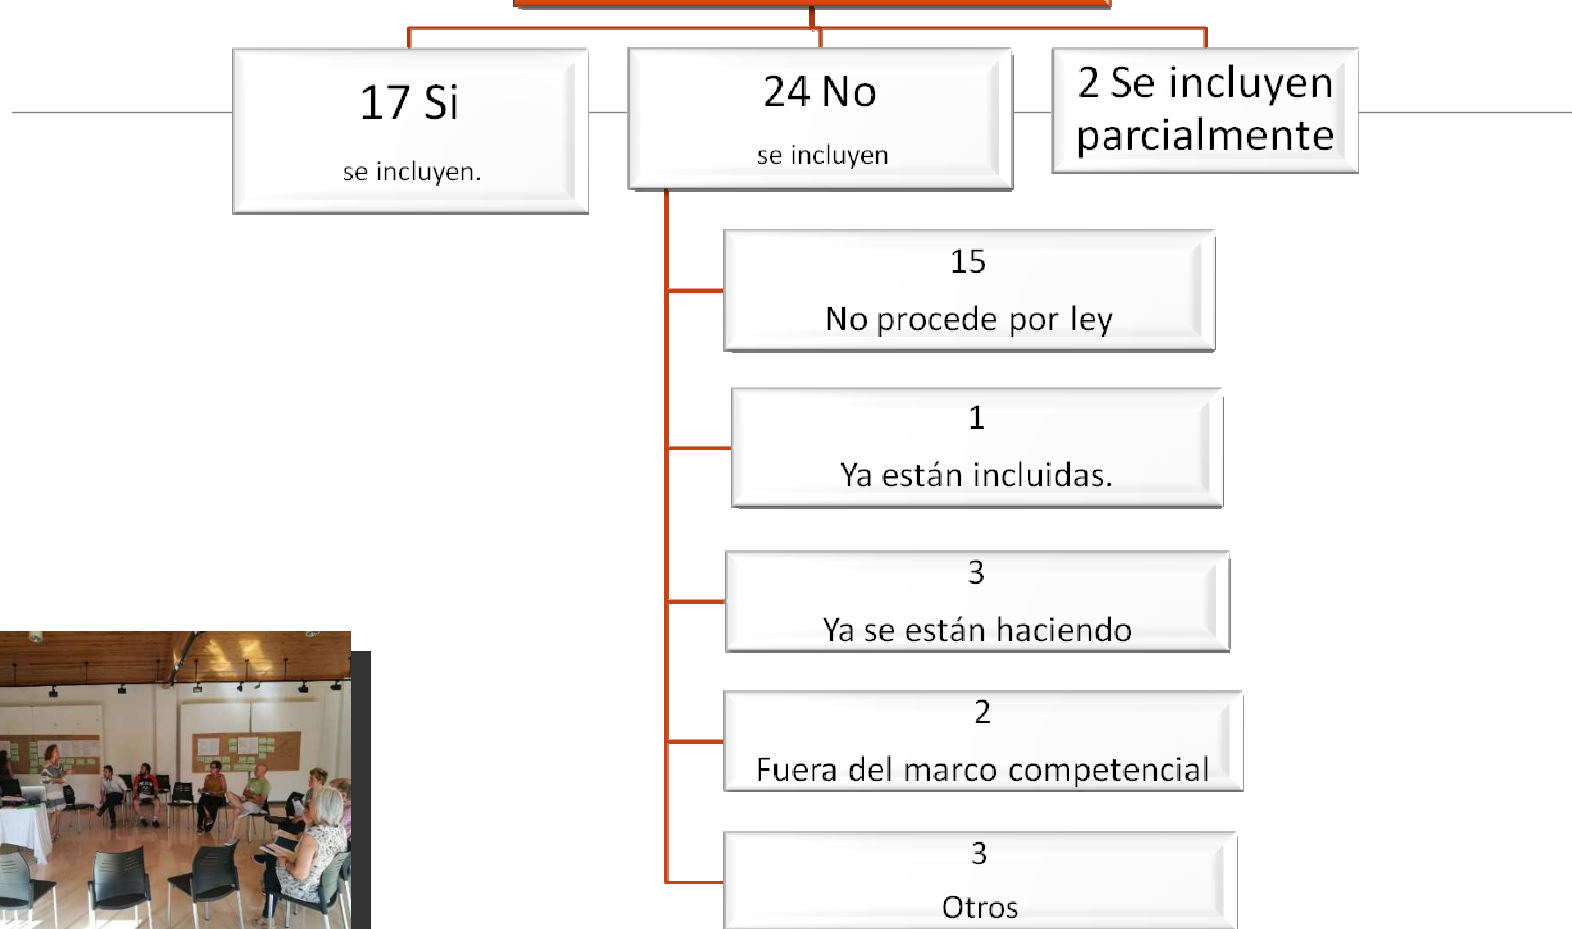 17 Si
se incluyen.
24 No
se incluyen
2 Se incluyen
parcialmente
15
No procede por ley
1
Ya están incluidas.
3
Ya se están haciendo
2
Fuera del marco competencial
3
Otros